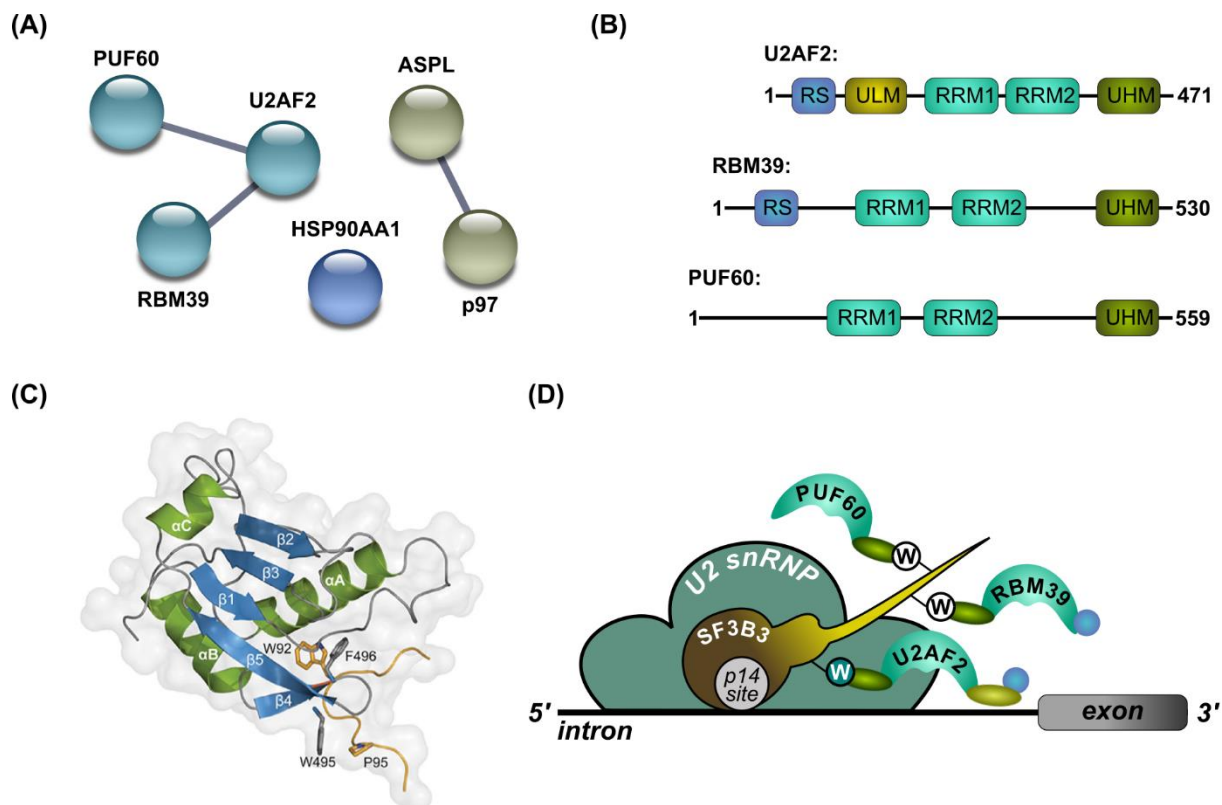 (A)
PUF60
U2AF2
ASPL
HSP90AA1
RBM39
p97
(B)
U2AF2:
1 RS ULM RRM1 RRM2 UHM 471
RBM39:
1 RS RRM1 RRM2 UHM 530
PUF60:
1 RRM1 RRM2 UHM 559
(C)
αC
β2
β3
αA
β1
W92
F496
αB
β5
β4
W495
P95
(D)
PUF60
W
U2 snRNP
W
RBM39
SF3B3
W
U2AF2
p14
site
5'
3'
intron
exon